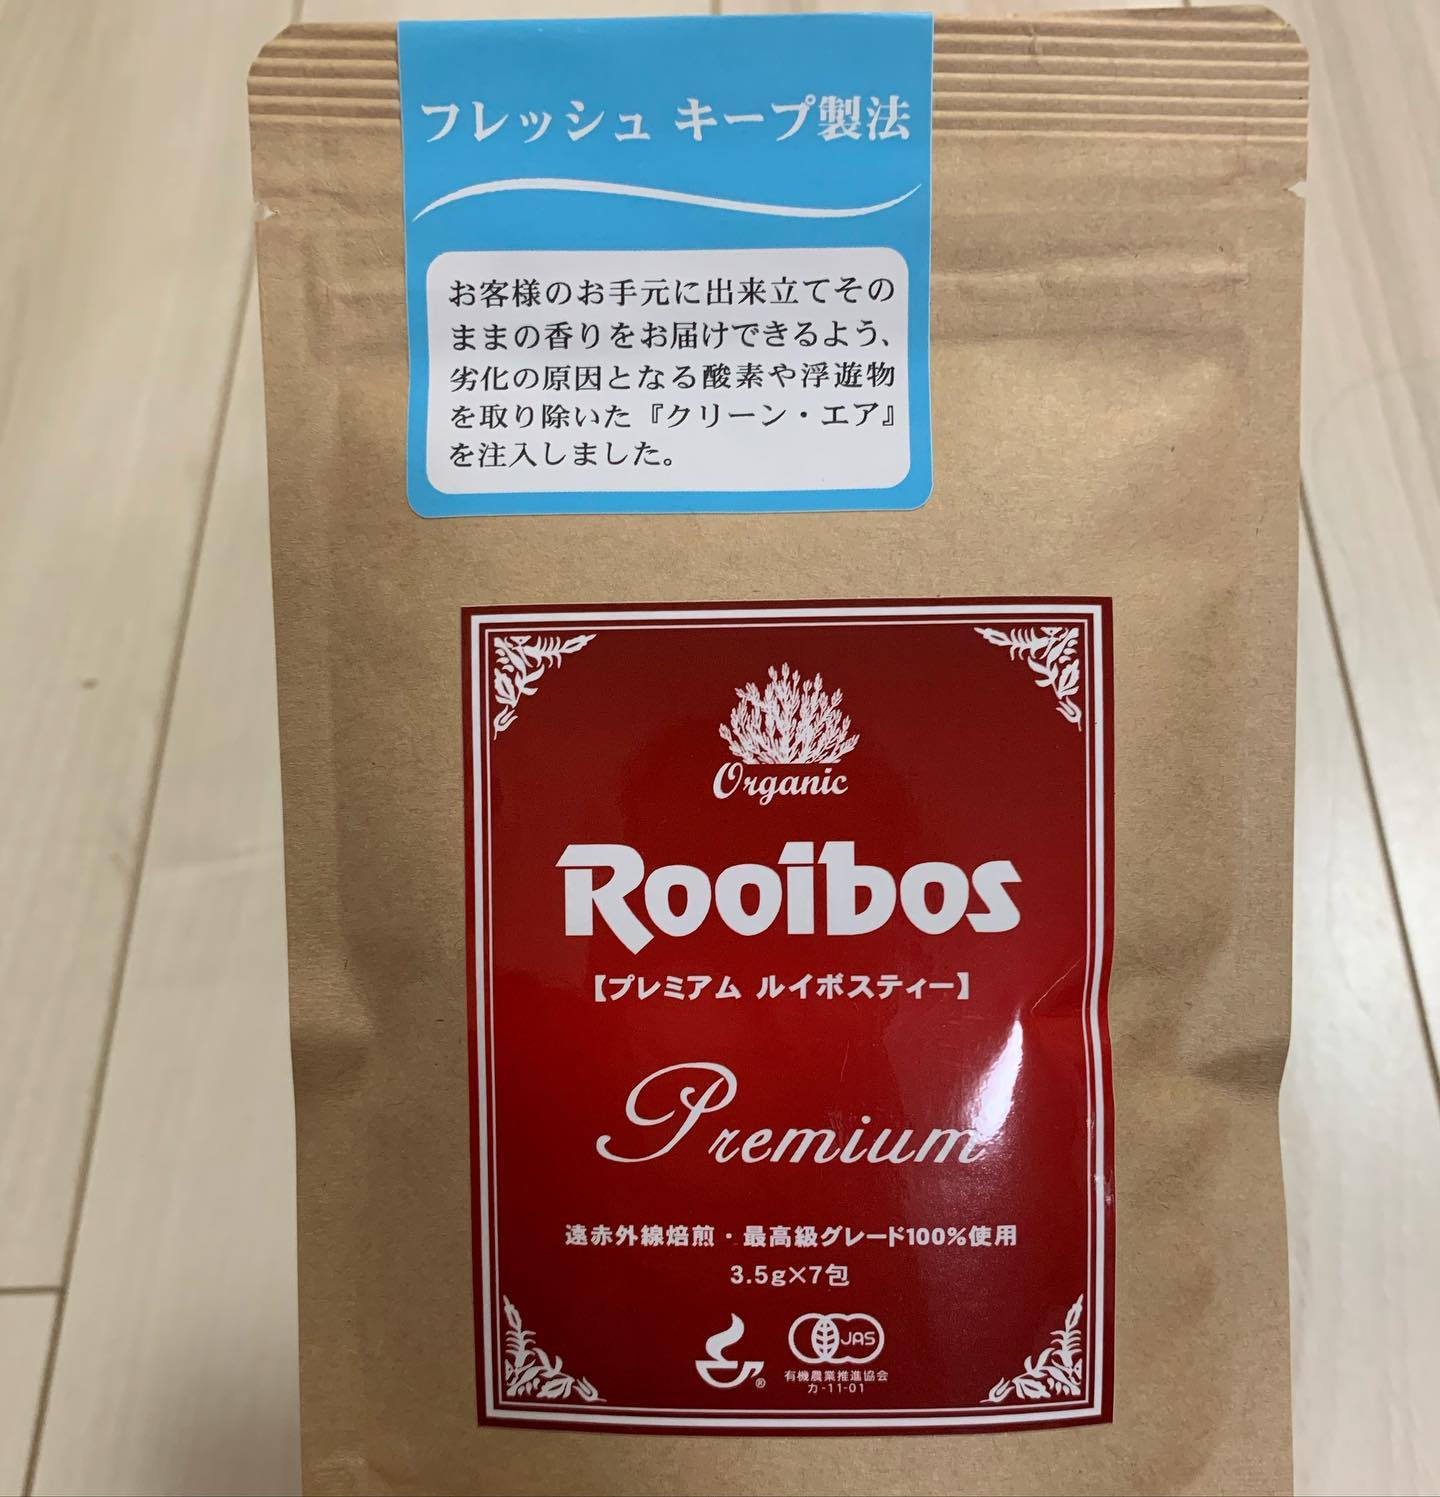 フレッシュ キープ製法
お客様のお手元に出来立てその
ままの香りをお届けできるよう、
劣化の原因となる酸素や浮遊物
を取り除いた『クリーン・エア』
を注入しました。
Organic
Rooibos
【プレミアム ルイボスティー】
Premium
遠赤外線焙煎・最高級グレード100%使用
3.5g×7包
®
JAS
有機農業推進協会
カ-11-01